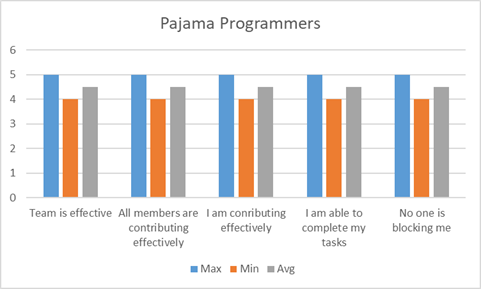 Pajama Programmers
6
5
4
3
2
1
0
Team is effective
All members are
contributing
effectively
I am conributing
effectively
I am able to
complete my
tasks
No one is
blocking me
Max Min Avg